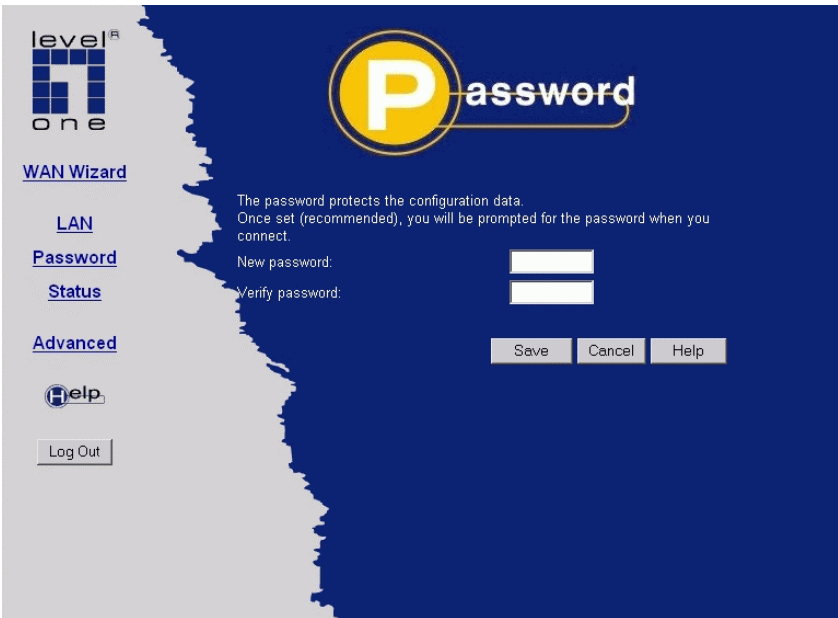 level®
one
WAN Wizard
LAN
Password
Status
Advanced
Help
Log Out
Password
The password protects the configuration data.
Once set (recommended), you will be prompted for the password when you
connect.
New password:
Verify password:
Save Cancel Help